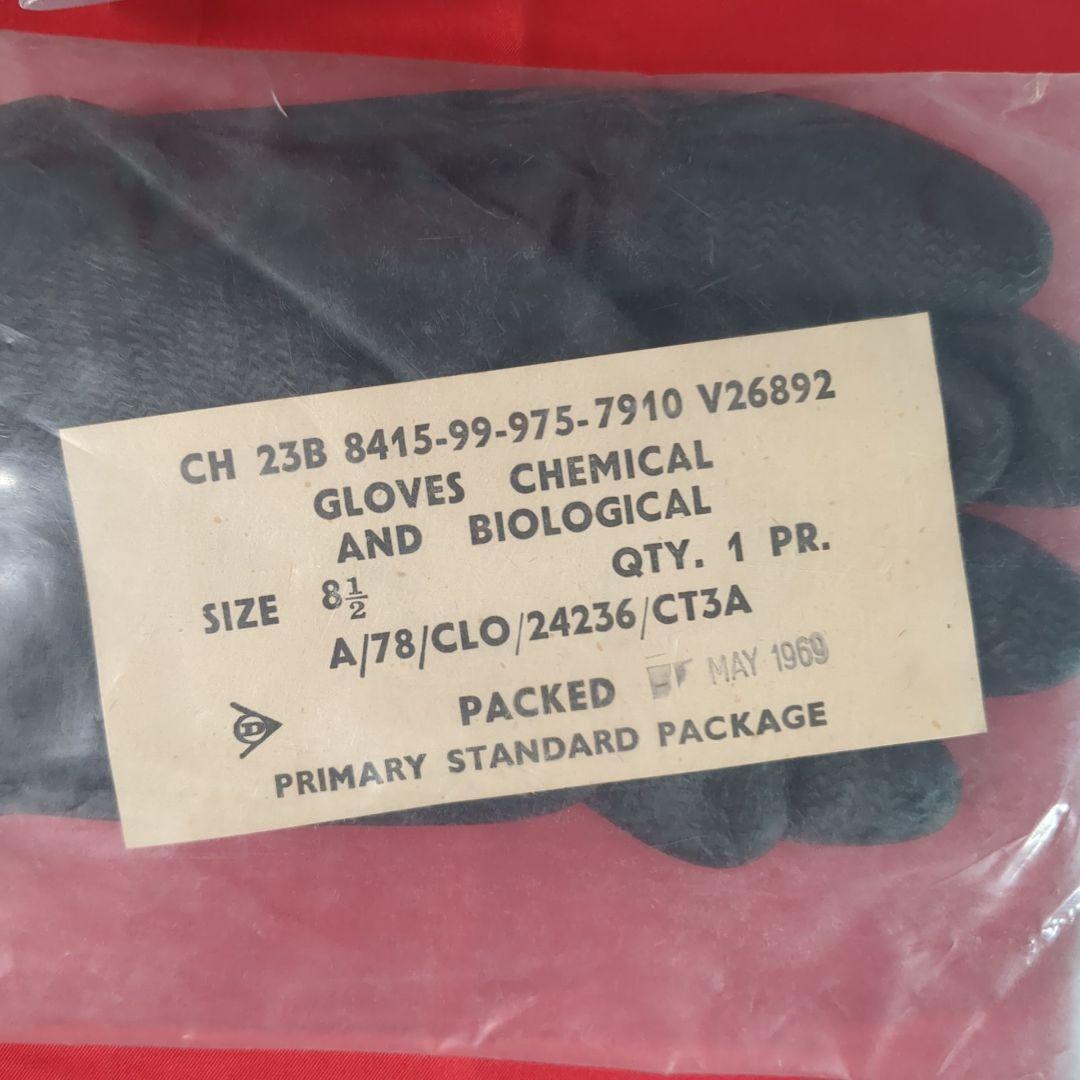 CH 23B 8415-99-975-7910 V26892
GLOVES CHEMICAL
AND BIOLOGICAL
SIZE 8½ QTY. 1 PR.
A/78/CLO/24236/CT3A
PACKED MAY 1969
D
PRIMARY STANDARD PACKAGE